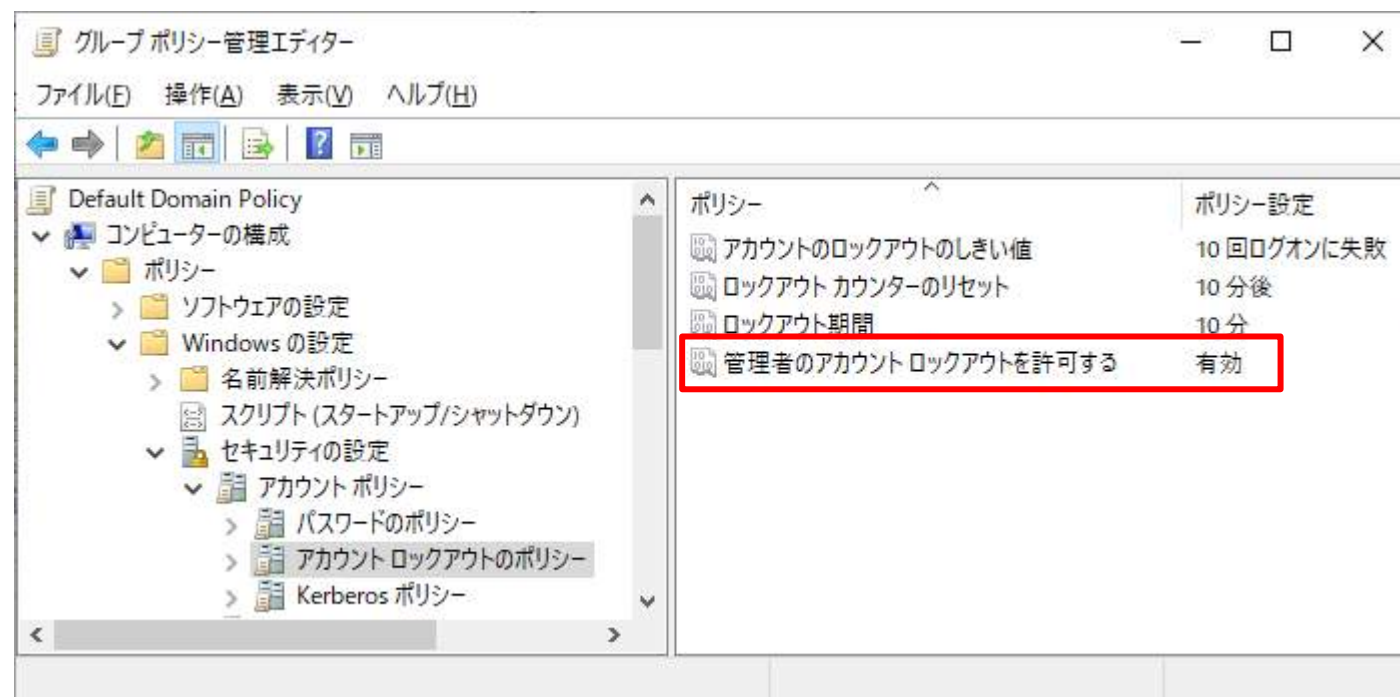 グループ ポリシー管理エディター
ファイル(F) 操作(A) 表示(V) ヘルプ(H)
Default Domain Policy
コンピューターの構成
ポリシー
ソフトウェアの設定
Windows の設定
名前解決ポリシー
スクリプト (スタートアップ/シャットダウン)
セキュリティの設定
アカウント ポリシー
パスワードのポリシー
アカウント ロックアウトのポリシー
Kerberos ポリシー
ポリシー ポリシー設定
アカウントのロックアウトのしきい値 10 回ログオンに失敗
ロックアウト カウンターのリセット 10 分後
ロックアウト期間 10 分
管理者のアカウント ロックアウトを許可する 有効